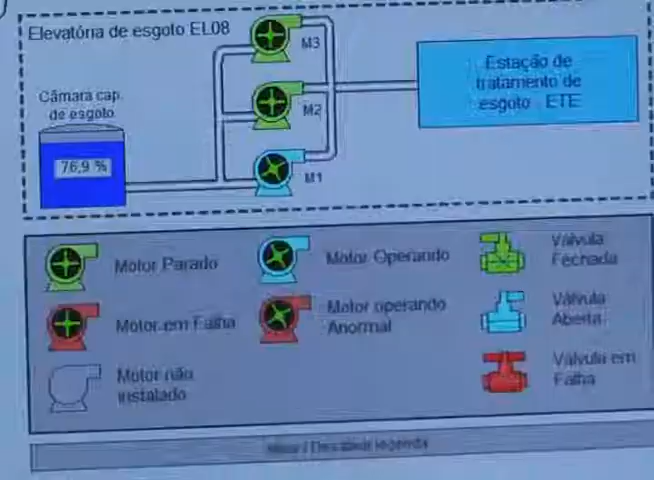 Elevatória de esgoto EL08
M3
Câmara cap.
de esgoto
76,9 %
M2
M1
Estação de
tratamento de
esgoto - ETE
Motor Parado
Motor Operando
Válvula
Fechada
Motor em Falha
Motor operando
Anormal
Válvula
Aberta
Motor não
instalado
Válvula em
Falha
legenda